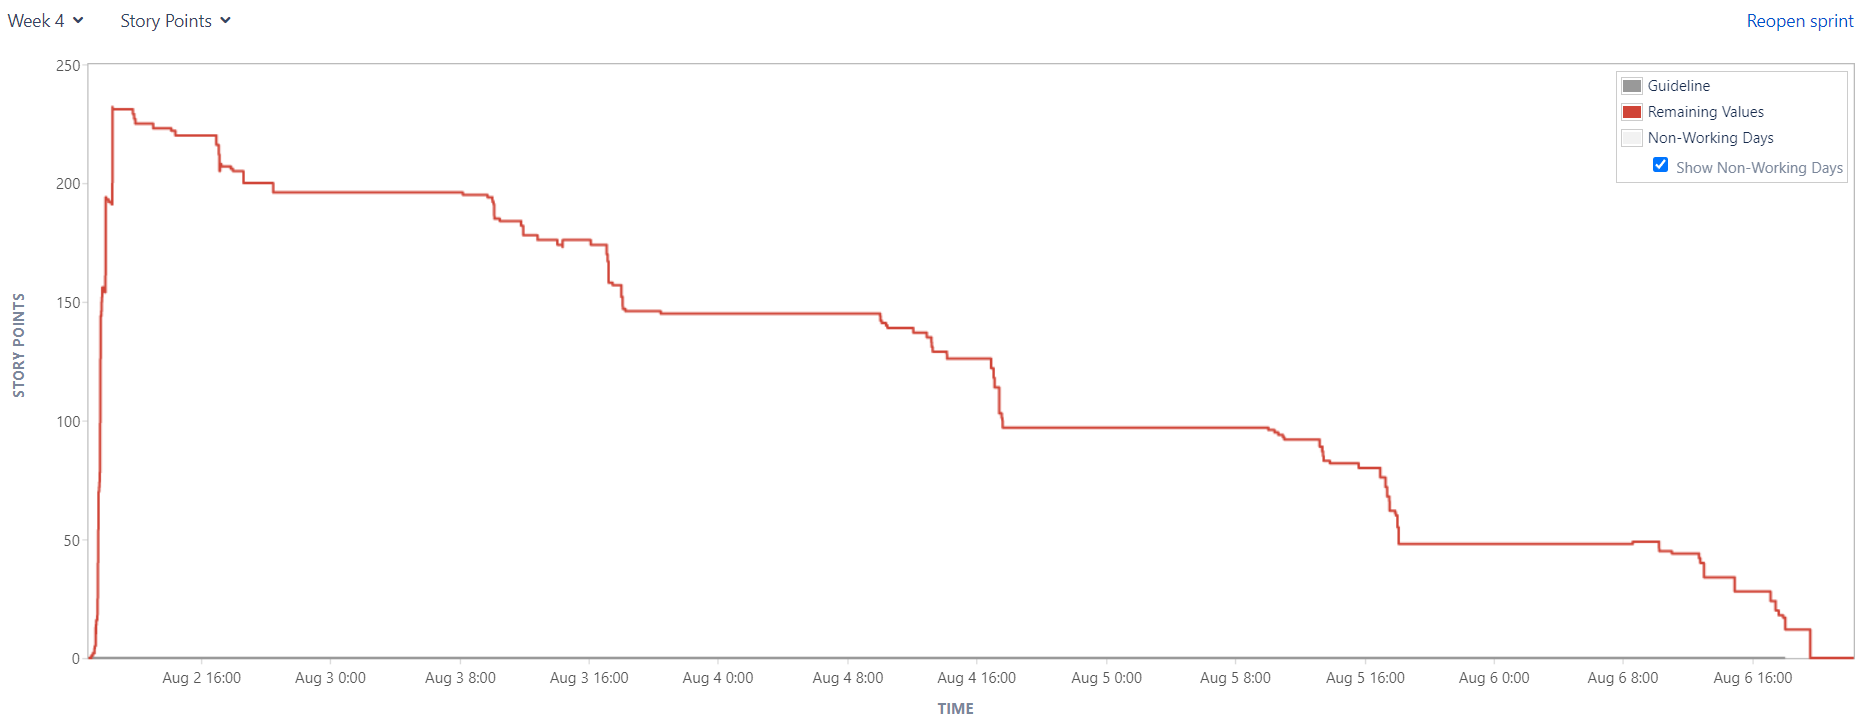 Week 4
Story Points
Reopen sprint
250
200
150
100
50
0
STORY POINTS
Guideline
Remaining Values
Non-Working Days
Show Non-Working Days
Aug 2 16:00
Aug 3 0:00
Aug 3 8:00
Aug 3 16:00
Aug 4 0:00
Aug 4 8:00
Aug 4 16:00
Aug 5 0:00
Aug 5 8:00
Aug 5 16:00
Aug 6 0:00
Aug 6 8:00
Aug 6 16:00
TIME